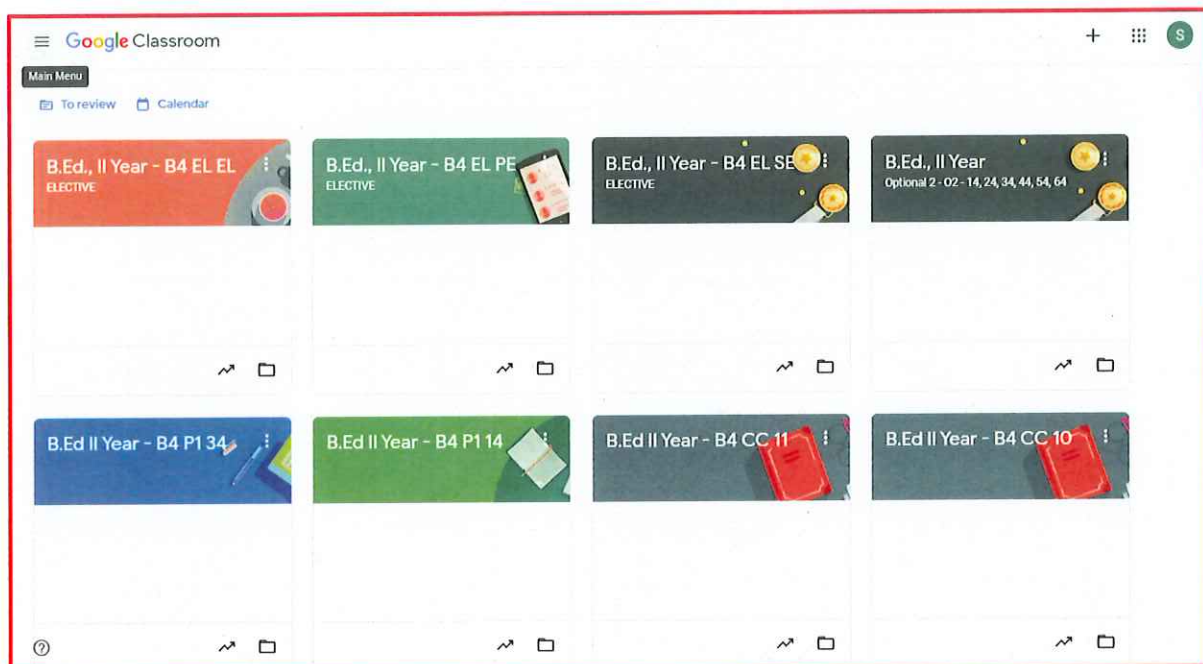 Google Classroom
S
Main Menu
To review
Calendar
B.Ed., II Year - B4 EL EL
ELECTIVE
B.Ed., II Year - B4 EL PE
ELECTIVE
B.Ed., II Year - B4 EL SE
ELECTIVE
B.Ed., II Year
Optional 2 - O2 - 14, 24, 34, 44, 54, 64
B.Ed II Year - B4 P1 34
B.Ed II Year - B4 P1 14
B.Ed II Year - B4 CC 11
B.Ed II Year - B4 CC 10